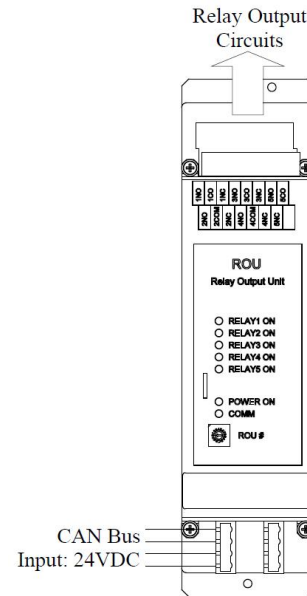 Relay Output
Circuits
1NO 1CO 1NC 3NO 3CO 3NC 5NO 5CO
2NO 2COM 2NC 4NO 4COM 4NC 5NC
ROU
Relay Output Unit
RELAY1 ON
RELAY2 ON
RELAY3 ON
RELAY4 ON
RELAY5 ON
POWER ON
COMM
ROU #
CAN Bus
Input: 24VDC